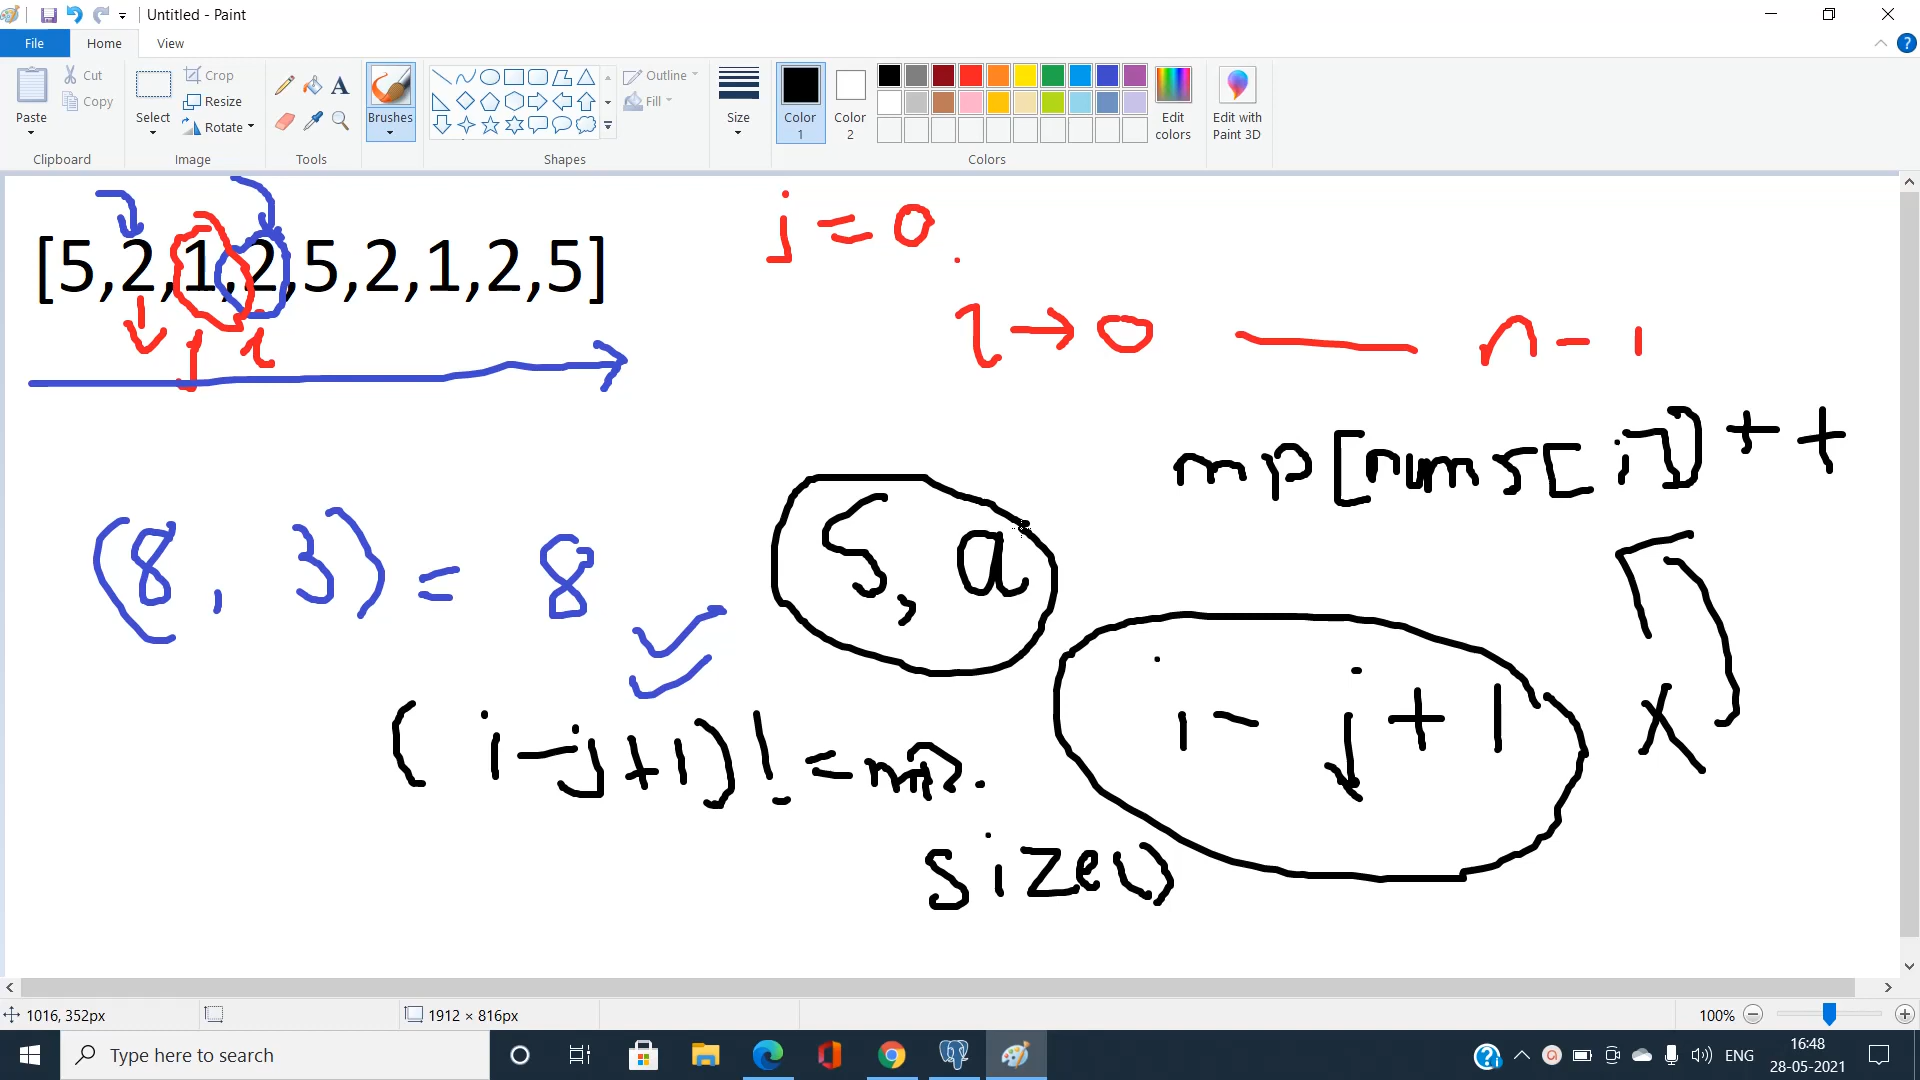 Untitled - Paint
File
Home
View
Paste
Cut
Copy
Clipboard
Select
Crop
Resize
Rotate
Image
Tools
Brushes
Shapes
Outline
Fill
Size
Color 1
Color 2
Edit colors
Edit with Paint 3D
Colors
[5,2,1,2,5,2,1,2,5]
j i
j = 0
i → 0 — n - 1
mp[nums[i]]++
(8, 3) = 8
5, a
i - j + 1
x
(i-j+1)! = mp.
size()
1016, 352px
1912 × 816px
100%
Type here to search
ENG
16:48
28-05-2021